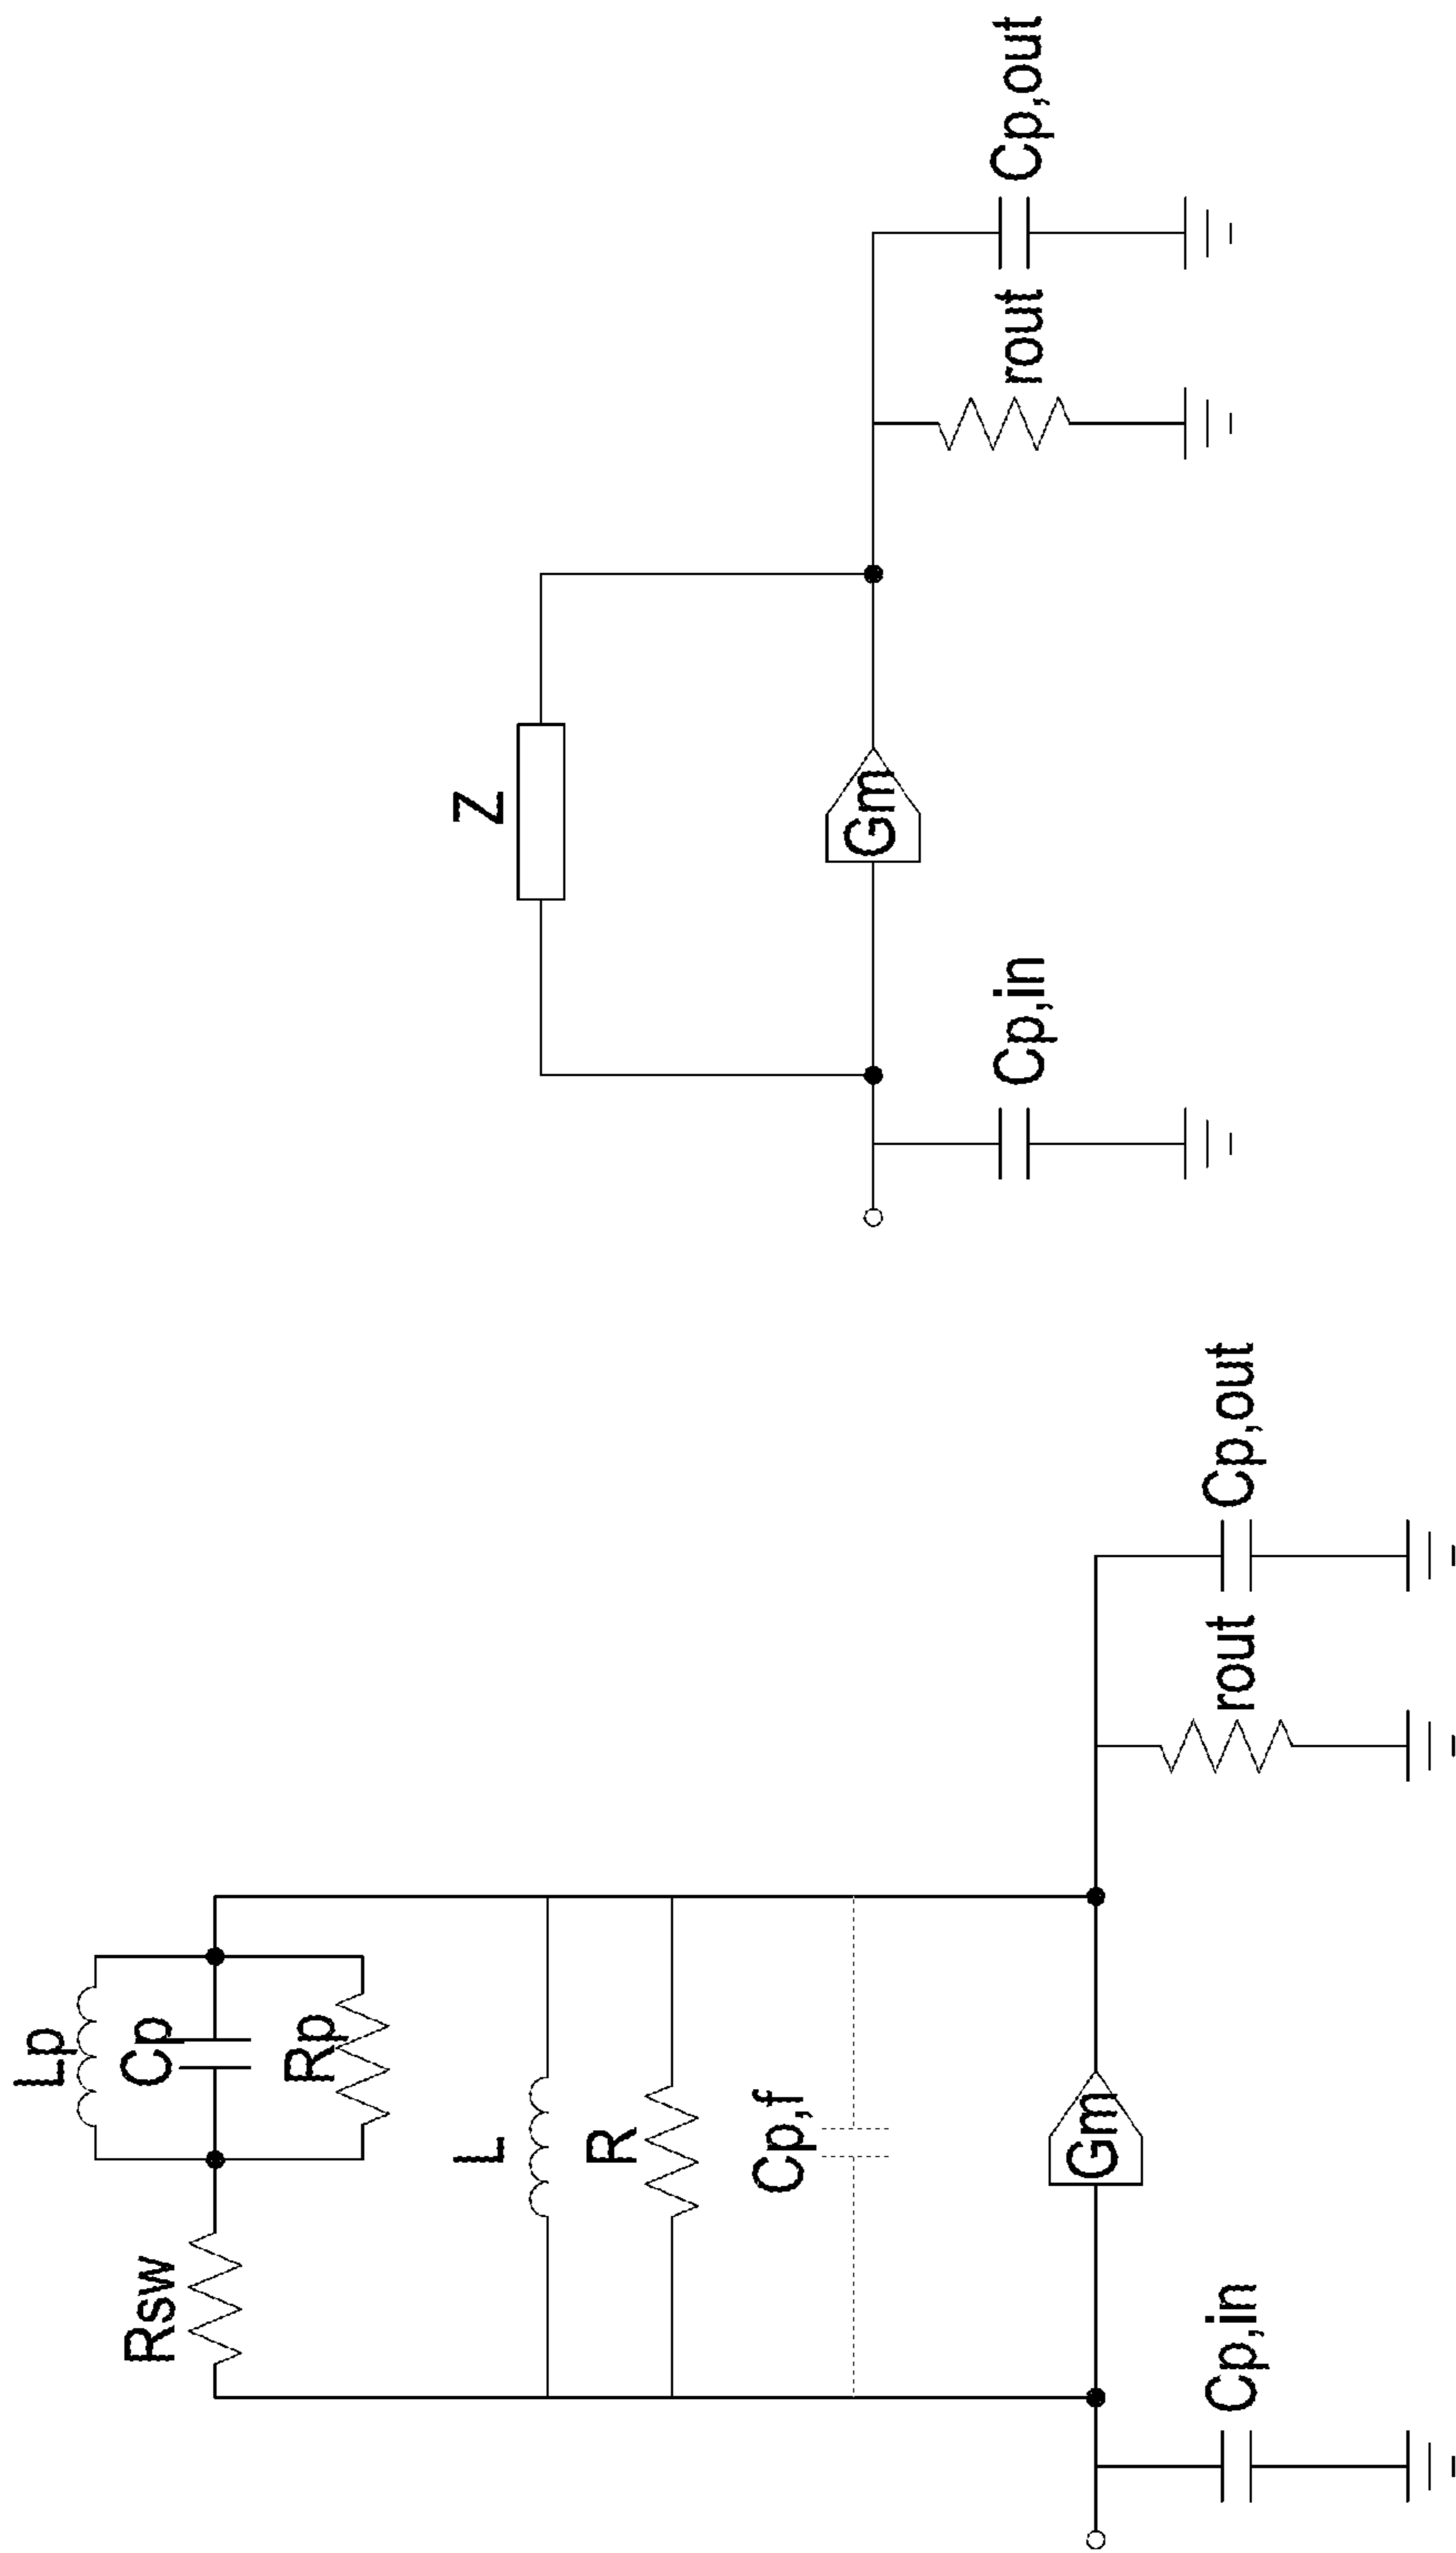 Lp
Cp
Rp
Rsw
L
R
Cp,f
Gm
Cp,in
rout
Cp,out
Z
Gm
Cp,in
rout
Cp,out